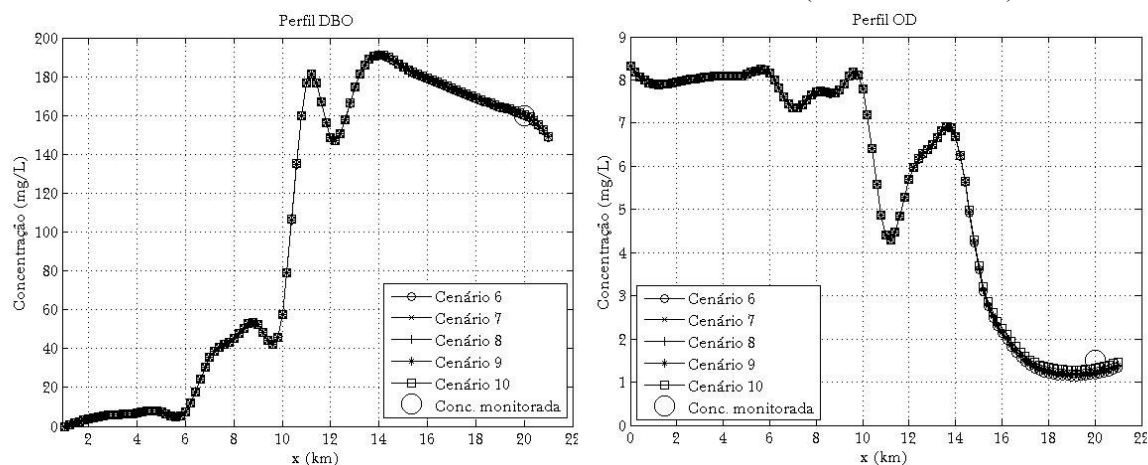 Perfil DBO
200
180
160
140
120
100
80
60
40
20
0
Concentração (mg/L)
2 4 6 8 10 12 14 16 18 20 22
x (km)
Cenário 6
Cenário 7
Cenário 8
Cenário 9
Cenário 10
Conc. monitorada
Perfil OD
9
8
7
6
5
4
3
2
1
0
Concentração (mg/L)
0 2 4 6 8 10 12 14 16 18 20 22
x (km)
Cenário 6
Cenário 7
Cenário 8
Cenário 9
Cenário 10
Conc. monitorada